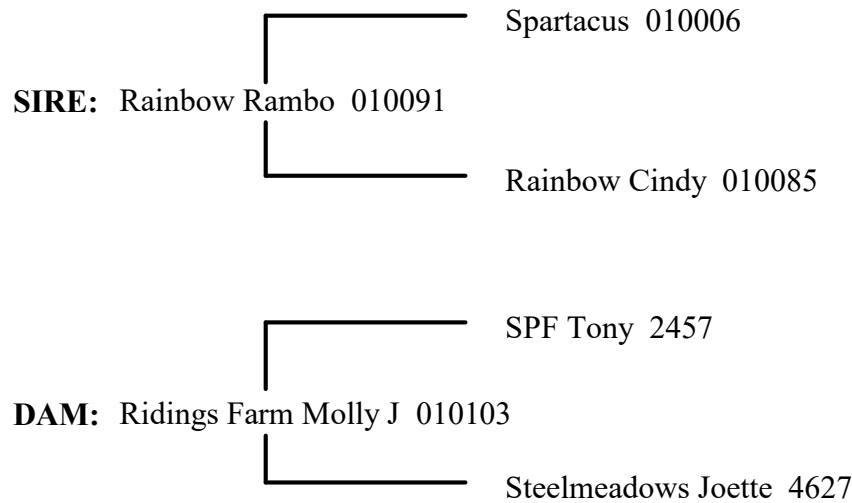 Spartacus 010006
SIRE: Rainbow Rambo 010091
Rainbow Cindy 010085
SPF Tony 2457
DAM: Ridings Farm Molly J 010103
Steelmeadows Joette 4627